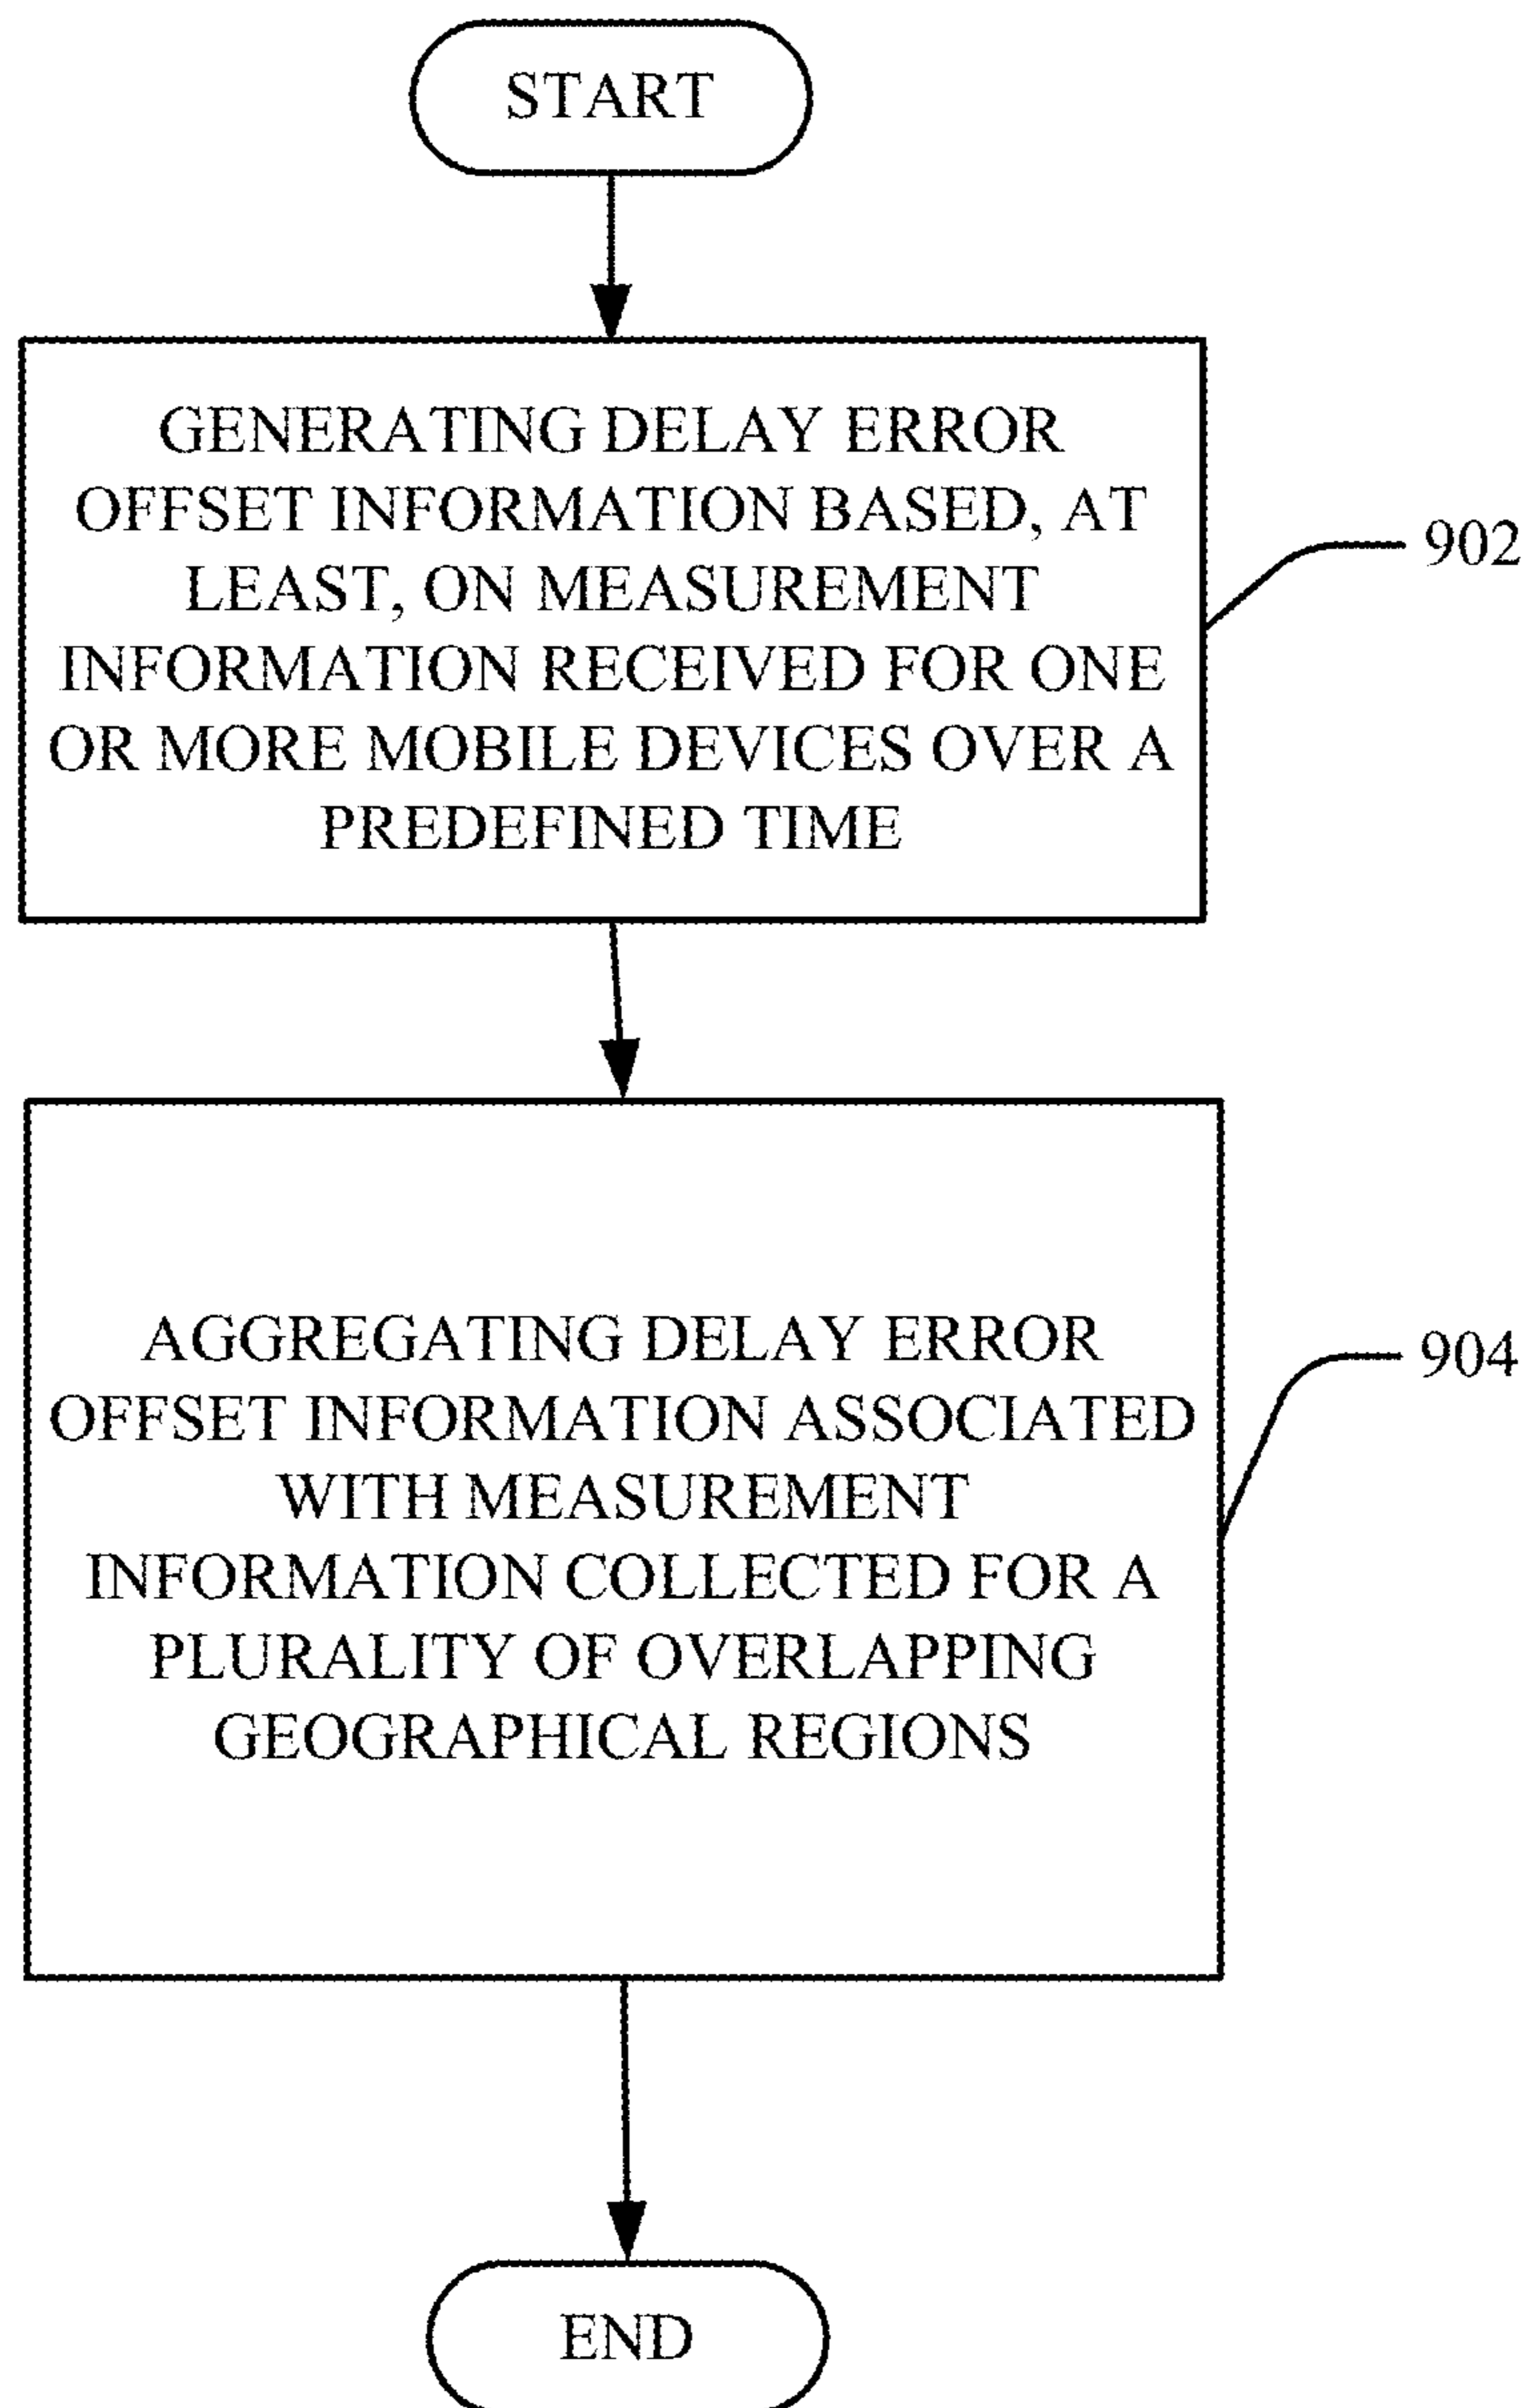 START
GENERATING DELAY ERROR
OFFSET INFORMATION BASED, AT
LEAST, ON MEASUREMENT
INFORMATION RECEIVED FOR ONE
OR MORE MOBILE DEVICES OVER A
PREDEFINED TIME
902
AGGREGATING DELAY ERROR
OFFSET INFORMATION ASSOCIATED
WITH MEASUREMENT
INFORMATION COLLECTED FOR A
PLURALITY OF OVERLAPPING
GEOGRAPHICAL REGIONS
904
END